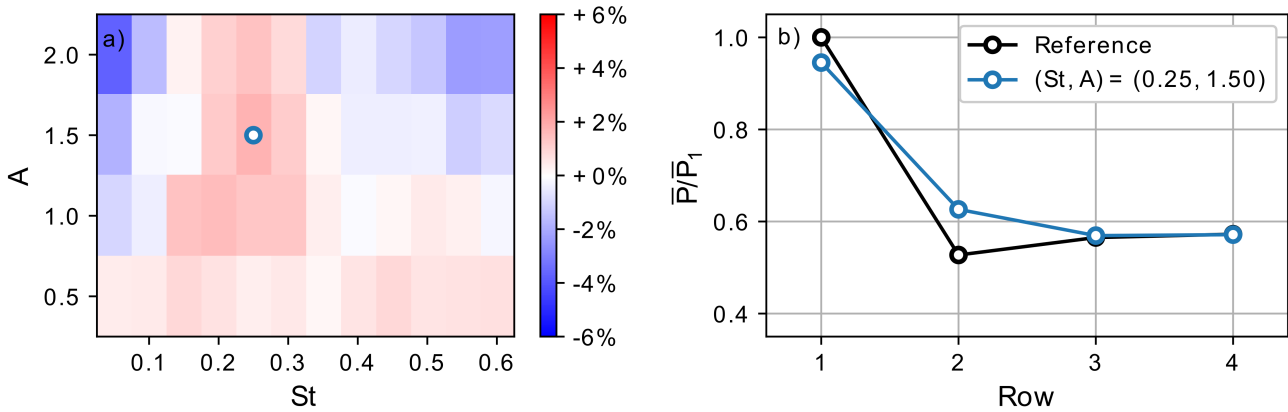 a)
2.0
1.5
1.0
0.5
A
0.1 0.2 0.3 0.4 0.5 0.6
St
+ 6%
+ 4%
+ 2%
+ 0%
-2%
-4%
-6%
b)
Reference
(St, A) = (0.25, 1.50)
1.0
0.8
0.6
0.4
P̅/P̅₁
1 2 3 4
Row